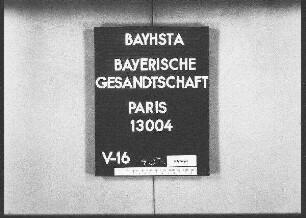 BAYHSTA
BAYERISCHE
GESANDTSCHAFT
PARIS
13004
V-16